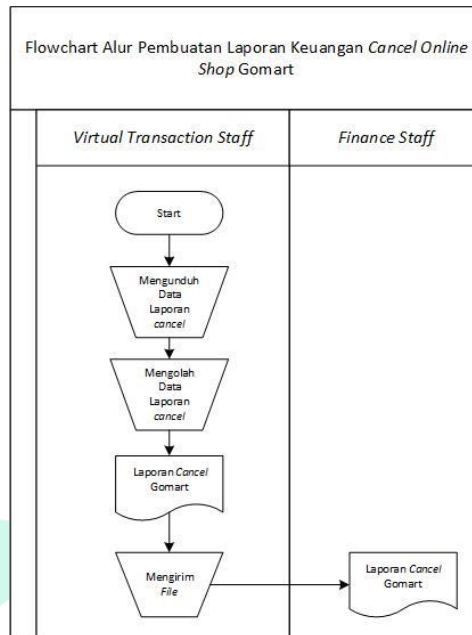 Flowchart Alur Pembuatan Laporan Keuangan Cancel Online
Shop Gomart
Virtual Transaction Staff
Finance Staff
Start
Mengunduh
Data
Laporan
cancel
Mengolah
Data
Laporan
cancel
Laporan Cancel
Gomart
Mengirim
File
Laporan Cancel
Gomart